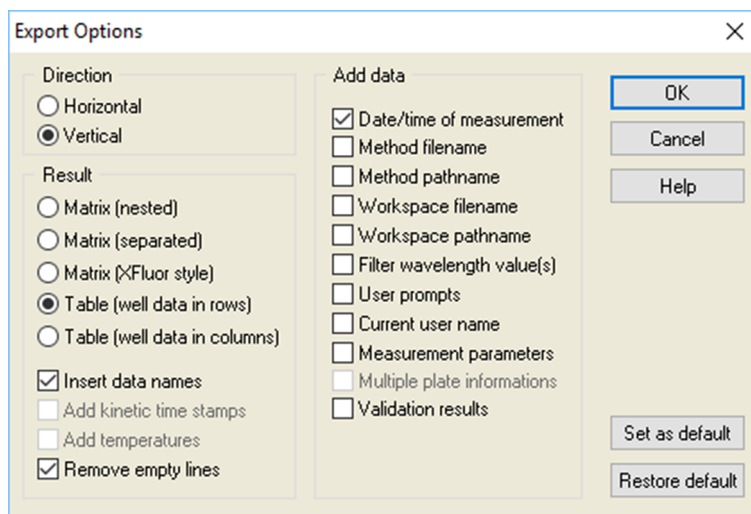 Export Options
Direction
Horizontal
Vertical
Result
Matrix (nested)
Matrix (separated)
Matrix (XFluor style)
Table (well data in rows)
Table (well data in columns)
Insert data names
Add kinetic time stamps
Add temperatures
Remove empty lines
Add data
Date/time of measurement
Method filename
Method pathname
Workspace filename
Workspace pathname
Filter wavelength value(s)
User prompts
Current user name
Measurement parameters
Multiple plate informations
Validation results
OK
Cancel
Help
Set as default
Restore default